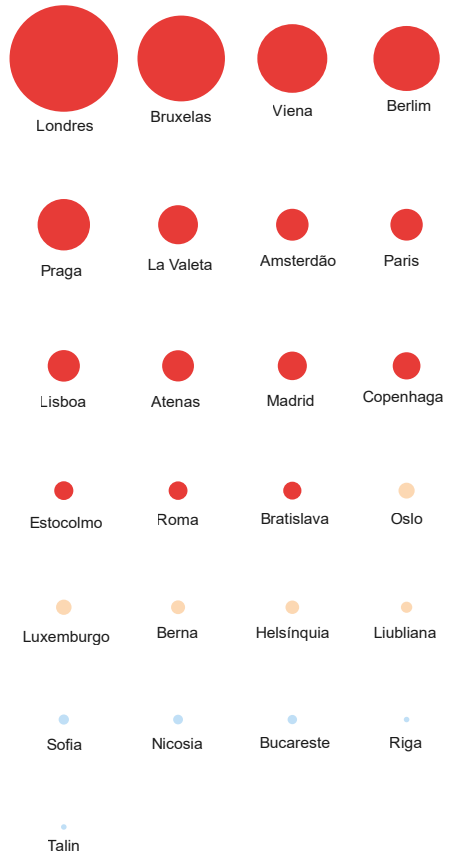 Londres
Bruxelas
Viena
Berlim
Praga
La Valeta
Amsterdão
Paris
Lisboa
Atenas
Madrid
Copenhaga
Estocolmo
Roma
Bratislava
Oslo
Luxemburgo
Berna
Helsínquia
Liubliana
Sofia
Nicosia
Bucareste
Riga
Talin